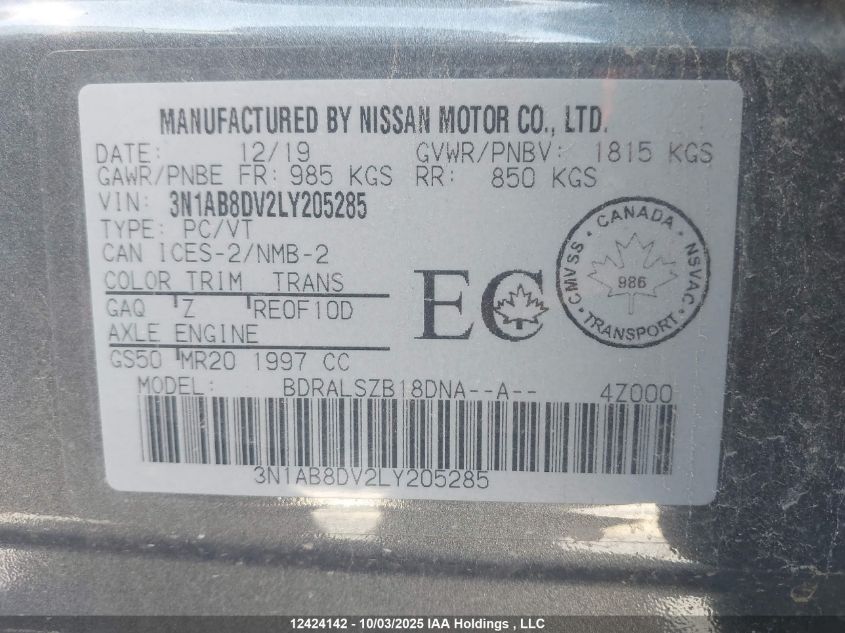 MANUFACTURED BY NISSAN MOTOR CO., LTD.
DATE: 12/19 GVWR/PNBV: 1815 KGS
GAWR/PNBE FR: 985 KGS RR: 850 KGS
VIN: 3N1AB8DV2LY205285
TYPE: PC/VT
CAN ICES-2/NMB-2
COLOR TRIM TRANS
GAQ Z RE0F10D
AXLE ENGINE
GS50 MR20 1997 CC
EC
CANADA
CMVSS · NSVAC
986
TRANSPORT
MODEL: BDRALSZB18DNA--A-- 4Z000
3N1AB8DV2LY205285
12424142 - 10/03/2025 IAA Holdings , LLC